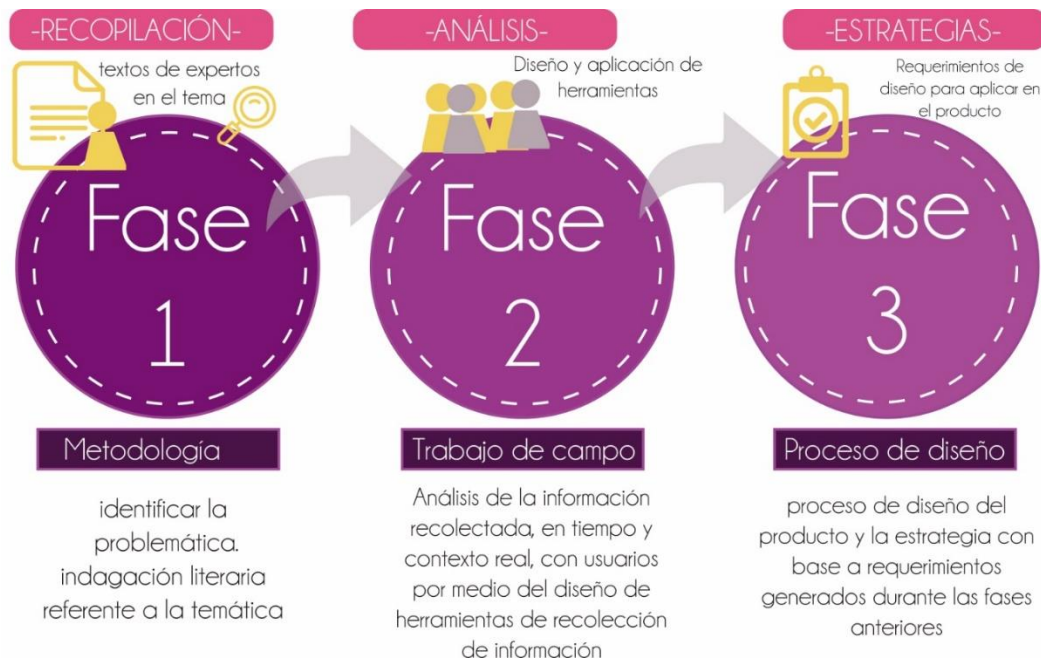 -RECOPILACIÓN-
textos de expertos
en el tema
Fase
1
Metodología
identificar la
problemática.
indagación literaria
referente a la temática
-ANÁLISIS-
Diseño y aplicación de
herramientas
Fase
2
Trabajo de campo
Análisis de la información
recolectada, en tiempo y
contexto real, con usuarios
por medio del diseño de
herramientas de recolección
de información
-ESTRATEGIAS-
Requerimientos de
diseño para aplicar en
el producto
Fase
3
Proceso de diseño
proceso de diseño del
producto y la estrategia con
base a requerimientos
generados durante las fases
anteriores